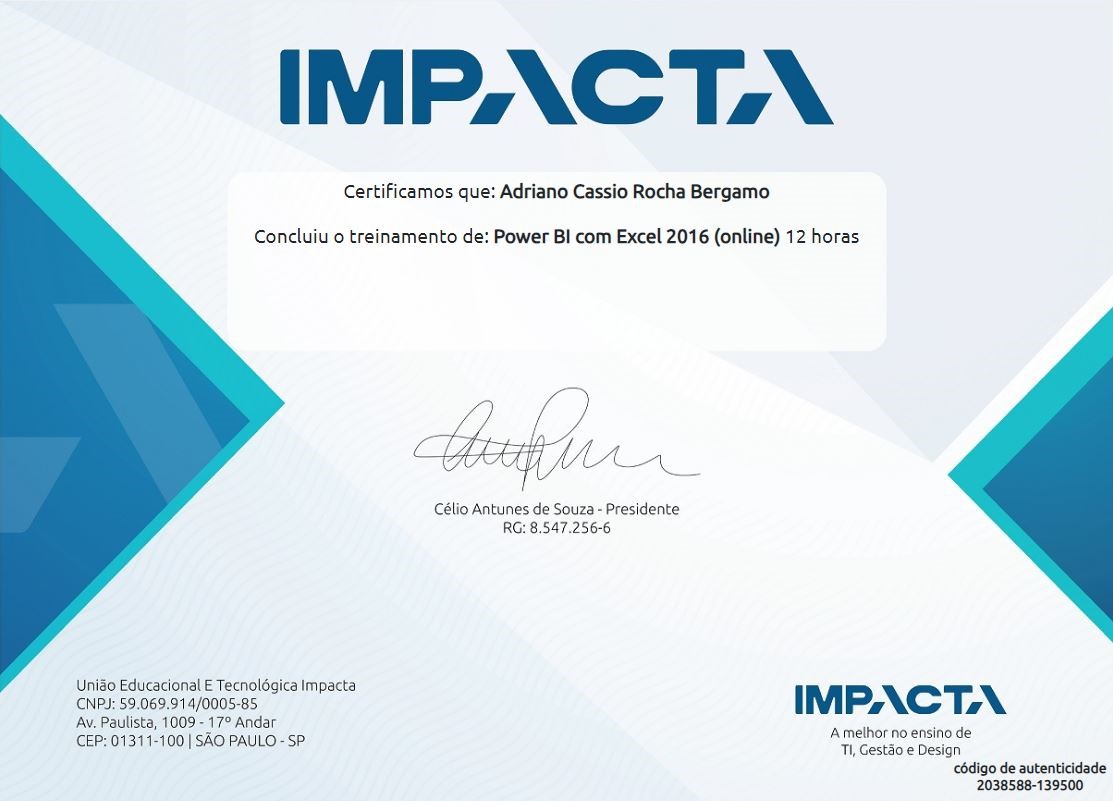 IMPACTA
Certificamos que: Adriano Cassio Rocha Bergamo
Concluiu o treinamento de: Power BI com Excel 2016 (online) 12 horas
Célio Antunes de Souza - Presidente
RG: 8.547.256-6
União Educacional E Tecnológica Impacta
CNPJ: 59.069.914/0005-85
Av. Paulista, 1009 - 17º Andar
CEP: 01311-100 | SÃO PAULO - SP
IMPACTA
A melhor no ensino de
TI, Gestão e Design
código de autenticidade
2038588-139500